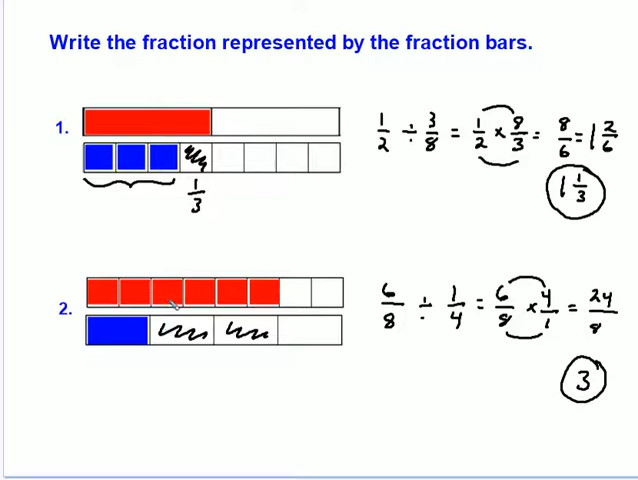 Write the fraction represented by the fraction bars.
1.
1/2 ÷ 3/8 = 1/2 × 8/3 = 8/6 = 1 2/6
1/3
1 1/3
2.
6/8 ÷ 1/4 = 6/8 × 4/1 = 24/8
3